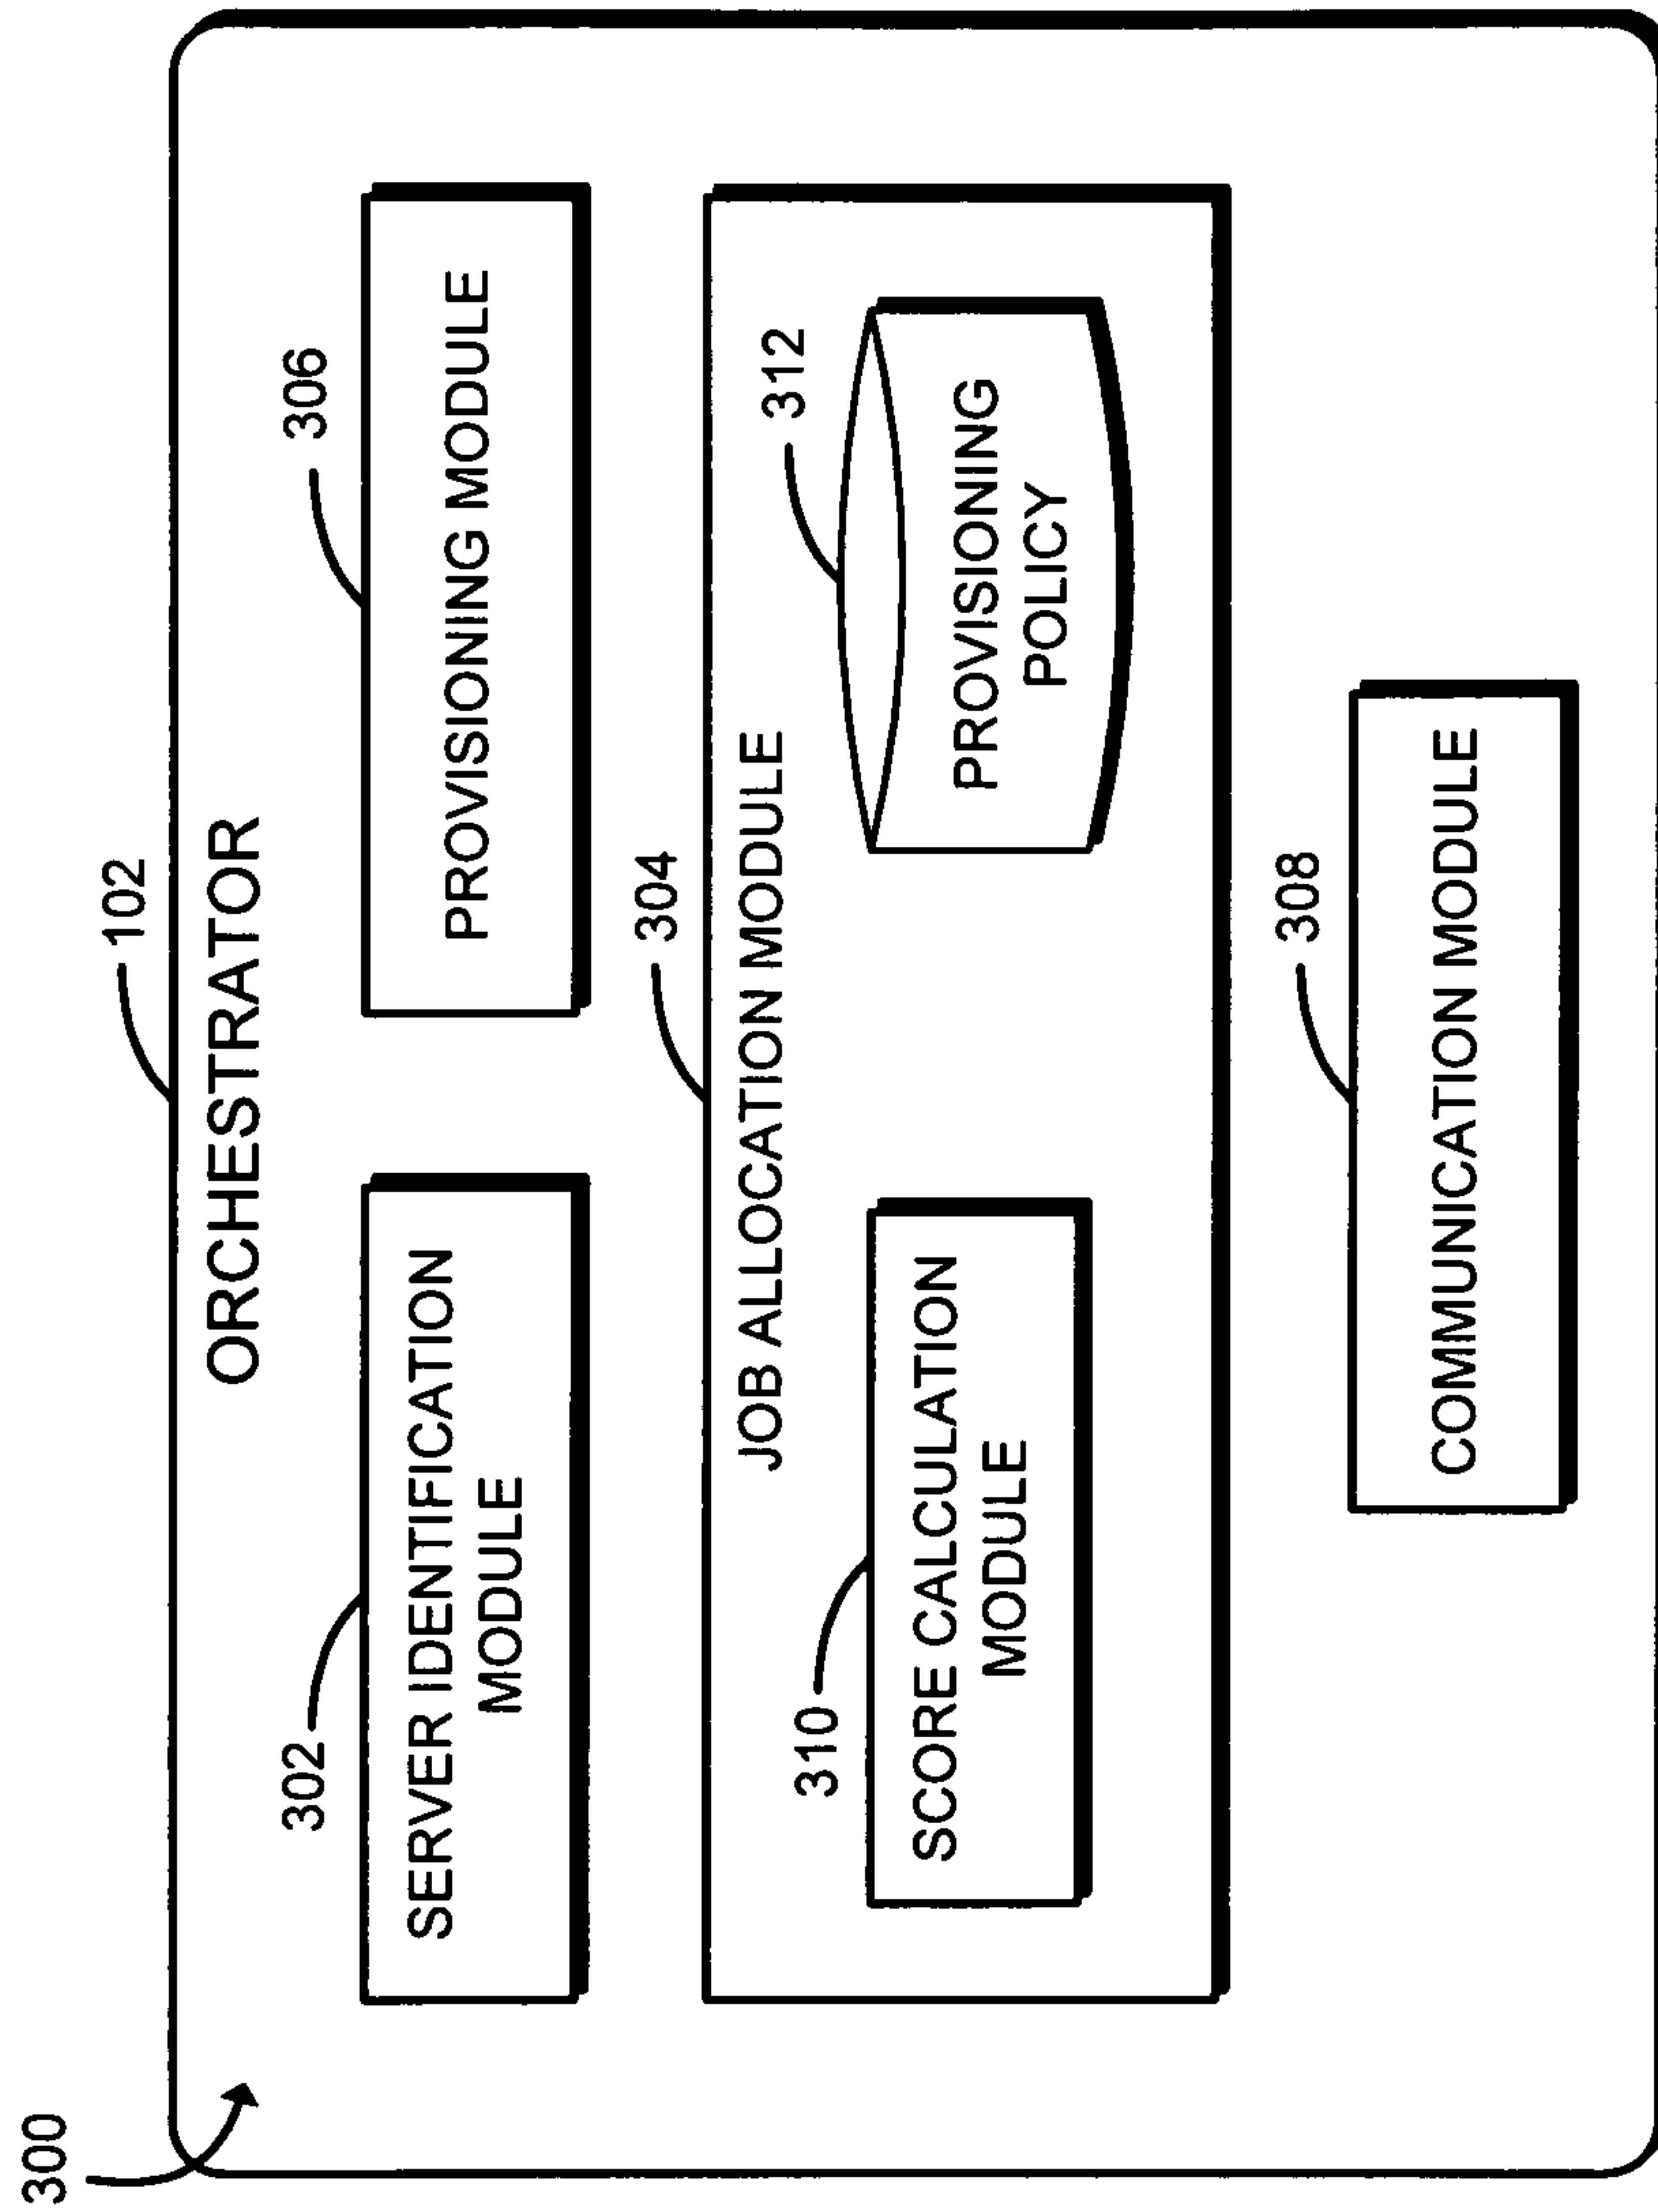 300
102
ORCHESTRATOR
302
306
SERVER IDENTIFICATION
MODULE
PROVISIONING MODULE
304
JOB ALLOCATION MODULE
310
312
SCORE CALCULATION
MODULE
PROVISIONING
POLICY
308
COMMUNICATION MODULE